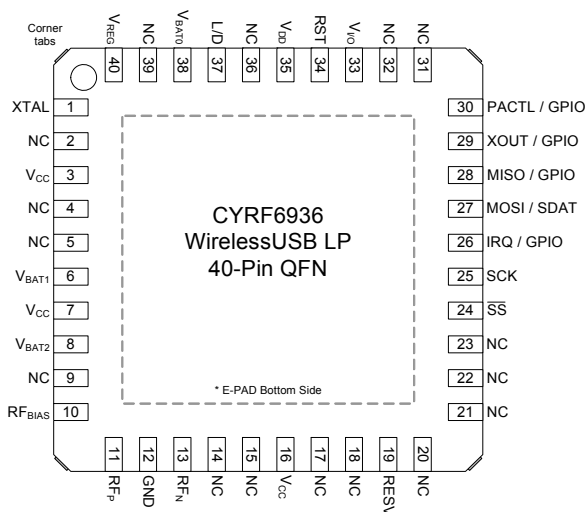 Corner
tabs
VREG
NC
VBAT0
L/D
NC
VDD
RST
VI/O
NC
NC
40
39
38
37
36
35
34
33
32
31
XTAL 1
NC 2
VCC 3
NC 4
NC 5
VBAT1 6
VCC 7
VBAT2 8
NC 9
RFBIAS 10
CYRF6936
WirelessUSB LP
40-Pin QFN
* E-PAD Bottom Side
30 PACTL / GPIO
29 XOUT / GPIO
28 MISO / GPIO
27 MOSI / SDAT
26 IRQ / GPIO
25 SCK
24 SS
23 NC
22 NC
21 NC
11
12
13
14
15
16
17
18
19
20
RFP
GND
RFN
NC
NC
VCC
NC
NC
RESV
NC